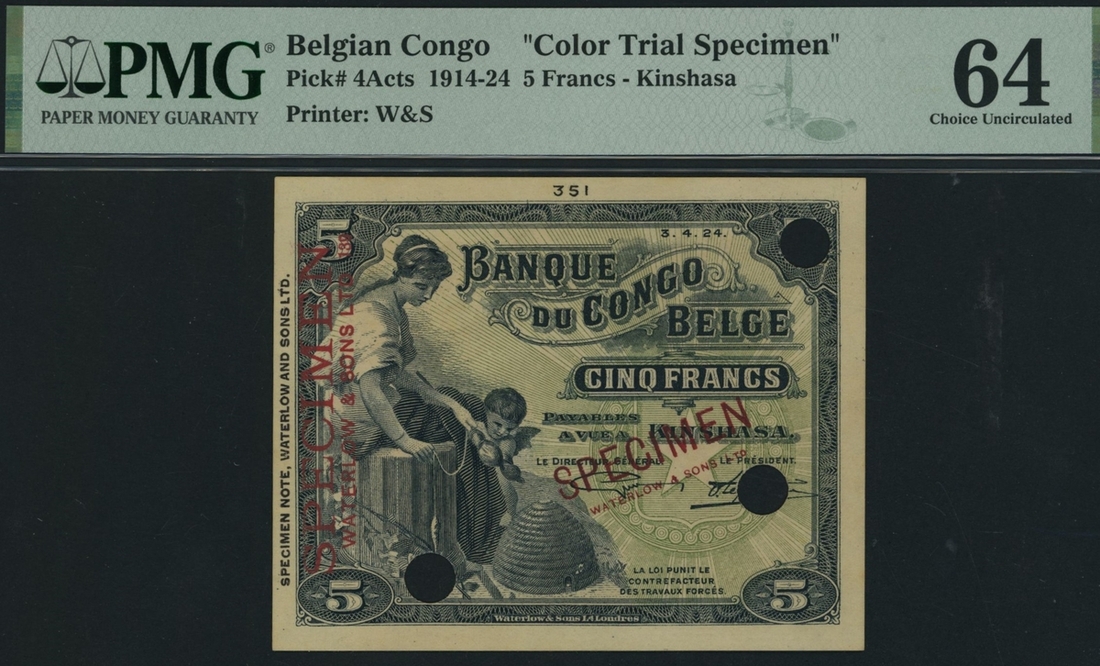 PMG®
PAPER MONEY GUARANTY
Belgian Congo "Color Trial Specimen"
Pick# 4Acts 1914-24 5 Francs - Kinshasa
Printer: W&S
64
Choice Uncirculated
351
3.4.24.
5
BANQUE
DU CONGO
BELGE
CINQ FRANCS
PAYABLES
A VUE A KINSHASA.
LE DIRECTEUR GÉNÉRAL
LE PRÉSIDENT.
SPECIMEN
WATERLOW & SONS LTD
SPECIMEN
WATERLOW & SONS LTD
SPECIMEN NOTE, WATERLOW AND SONS LTD.
LA LOI PUNIT LE
CONTREFACTEUR
DES TRAVAUX FORCÉS.
5
5
Waterlow & Sons Ld Londres